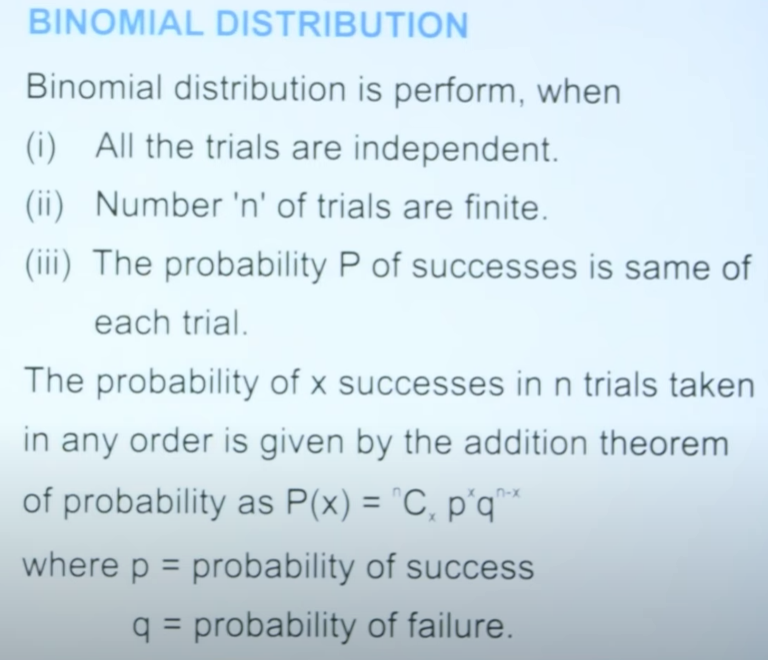 BINOMIAL DISTRIBUTION
Binomial distribution is perform, when
(i) All the trials are independent.
(ii) Number 'n' of trials are finite.
(iii) The probability P of successes is same of
each trial.
The probability of x successes in n trials taken
in any order is given by the addition theorem
of probability as P(x) = ⁿCₓ pˣqⁿ⁻ˣ
where p = probability of success
q = probability of failure.